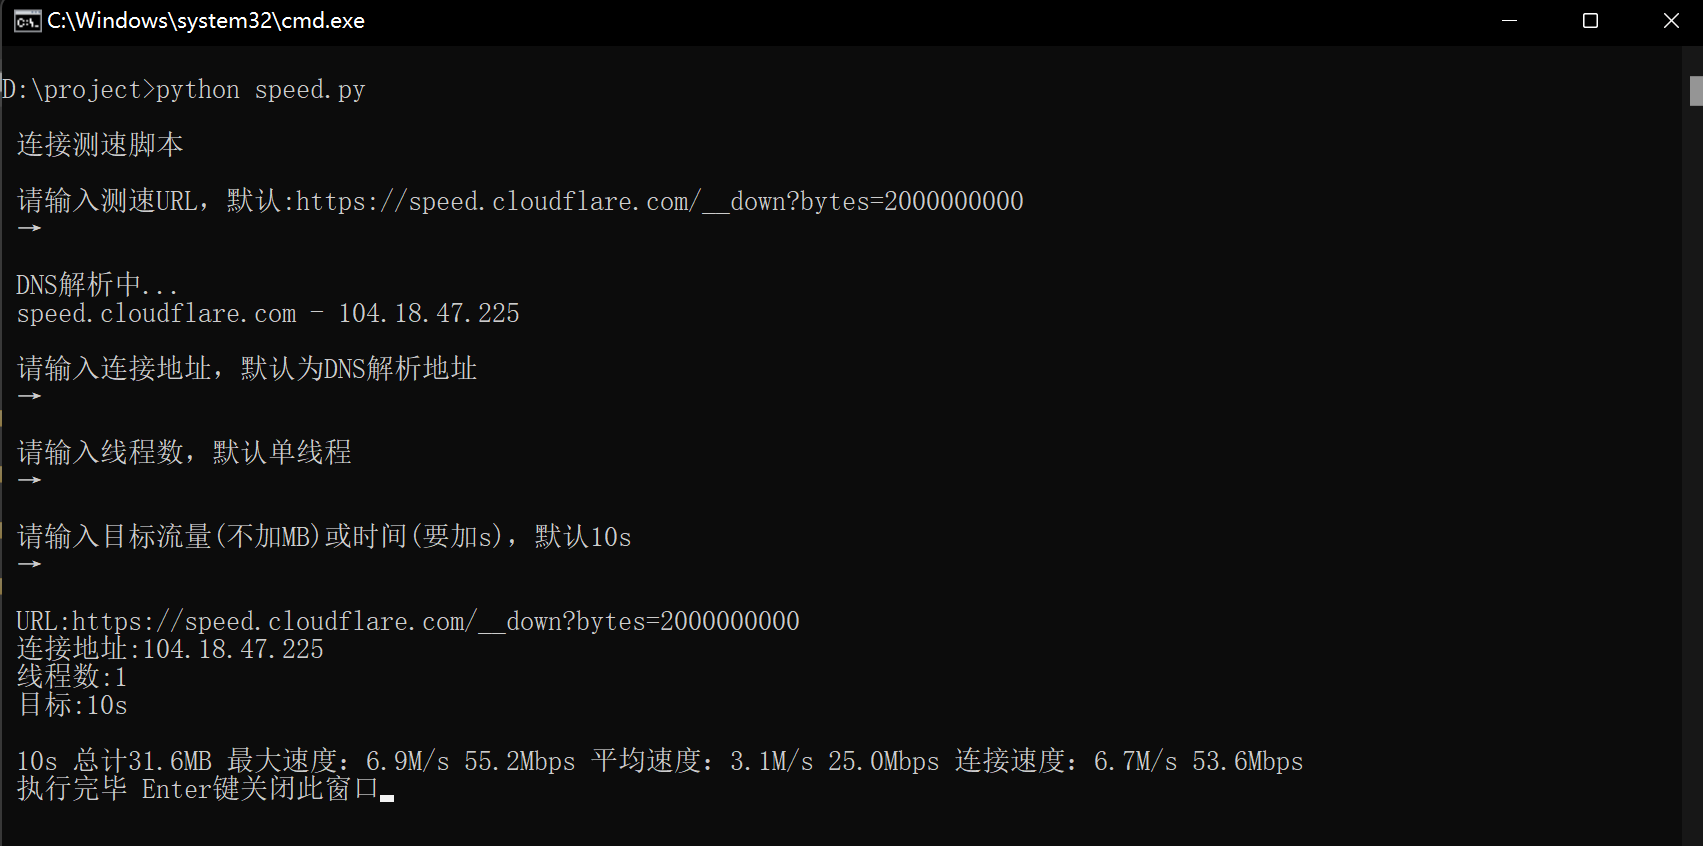 C:\Windows\system32\cmd.exe
D:\project>python speed.py
连接测速脚本
请输入测速URL，默认:https://speed.cloudflare.com/__down?bytes=2000000000
→
DNS解析中...
speed.cloudflare.com - 104.18.47.225
请输入连接地址，默认为DNS解析地址
→
请输入线程数，默认单线程
→
请输入目标流量(不加MB)或时间(要加s)，默认10s
→
URL:https://speed.cloudflare.com/__down?bytes=2000000000
连接地址:104.18.47.225
线程数:1
目标:10s
10s 总计31.6MB 最大速度：6.9M/s 55.2Mbps 平均速度：3.1M/s 25.0Mbps 连接速度：6.7M/s 53.6Mbps
执行完毕 Enter键关闭此窗口